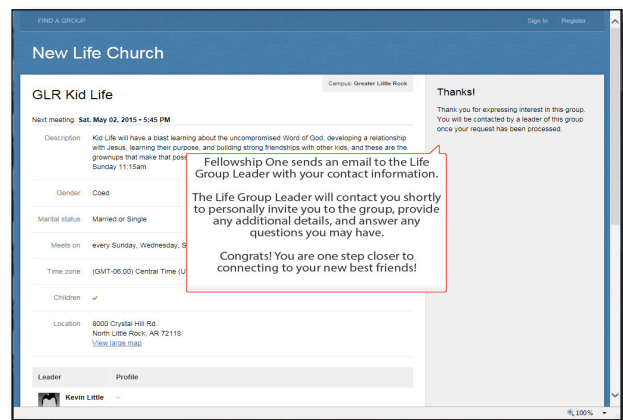 FIND A GROUP
Sign In Register
New Life Church
Campus: Greater Little Rock
GLR Kid Life
Next meeting: Sat. May 02, 2015 • 5:45 PM
Description
Kid Life will have a blast learning about the uncompromised Word of God, developing a relationship
with Jesus, learning their purpose, and building strong friendships with other kids, and these are the
grownups that make that poss
Sunday 11:15am
Gender Coed
Marital status Married or Single
Meets on every Sunday, Wednesday, S
Time zone (GMT-06:00) Central Time (U
Children ✓
Location 8000 Crystal Hill Rd.
North Little Rock, AR 72118
View large map
Leader Profile
Kevin Little –
Thanks!
Thank you for expressing interest in this group.
You will be contacted by a leader of this group
once your request has been processed.
Fellowship One sends an email to the Life
Group Leader with your contact information.
The Life Group Leader will contact you shortly
to personally invite you to the group, provide
any additional details, and answer any
questions you may have.
Congrats! You are one step closer to
connecting to your new best friends!
100%